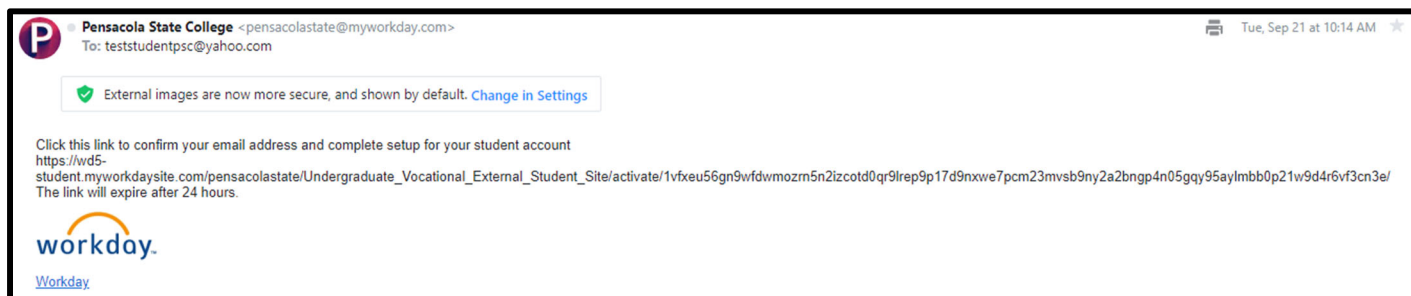 P
Pensacola State College <pensacolastate@myworkday.com>
Tue, Sep 21 at 10:14 AM
To: teststudentpsc@yahoo.com
External images are now more secure, and shown by default. Change in Settings
Click this link to confirm your email address and complete setup for your student account
https://wd5-
student.myworkdaysite.com/pensacolastate/Undergraduate_Vocational_External_Student_Site/activate/1vfxeu56gn9wfdwmozrn5n2izcotd0qr9lrep9p17d9nxwe7pcm23mvsb9ny2a2bngp4n05gqy95aylmbb0p21w9d4r6vf3cn3e/
The link will expire after 24 hours.
workday™
Workday